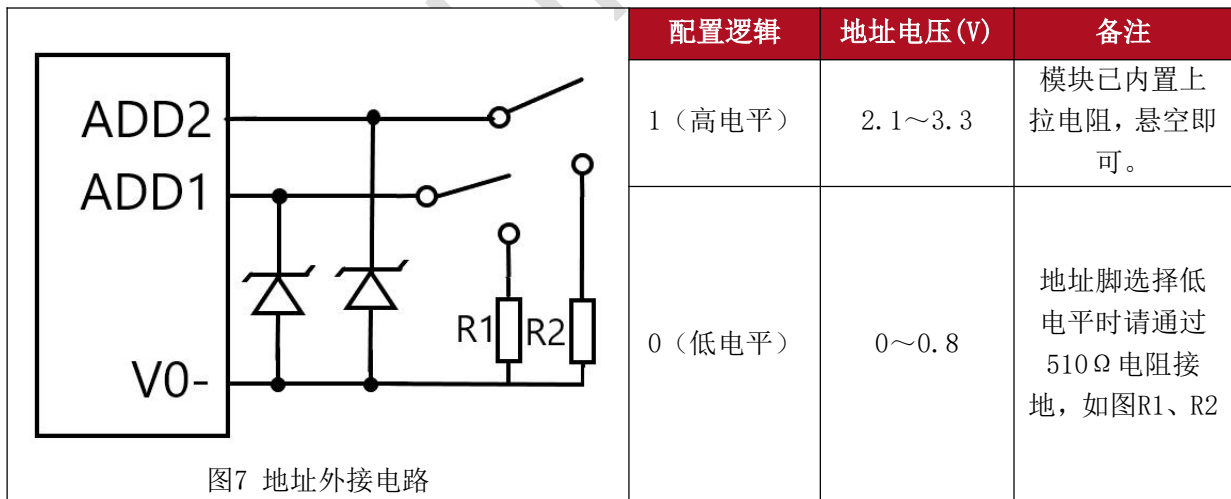 ADD2
ADD1
R1
R2
V0-
图7 地址外接电路
配置逻辑 地址电压(V) 备注
1（高电平） 2.1～3.3 模块已内置上
拉电阻，悬空即
可。
0（低电平） 0～0.8 地址脚选择低
电平时请通过
510Ω电阻接
地，如图R1、R2